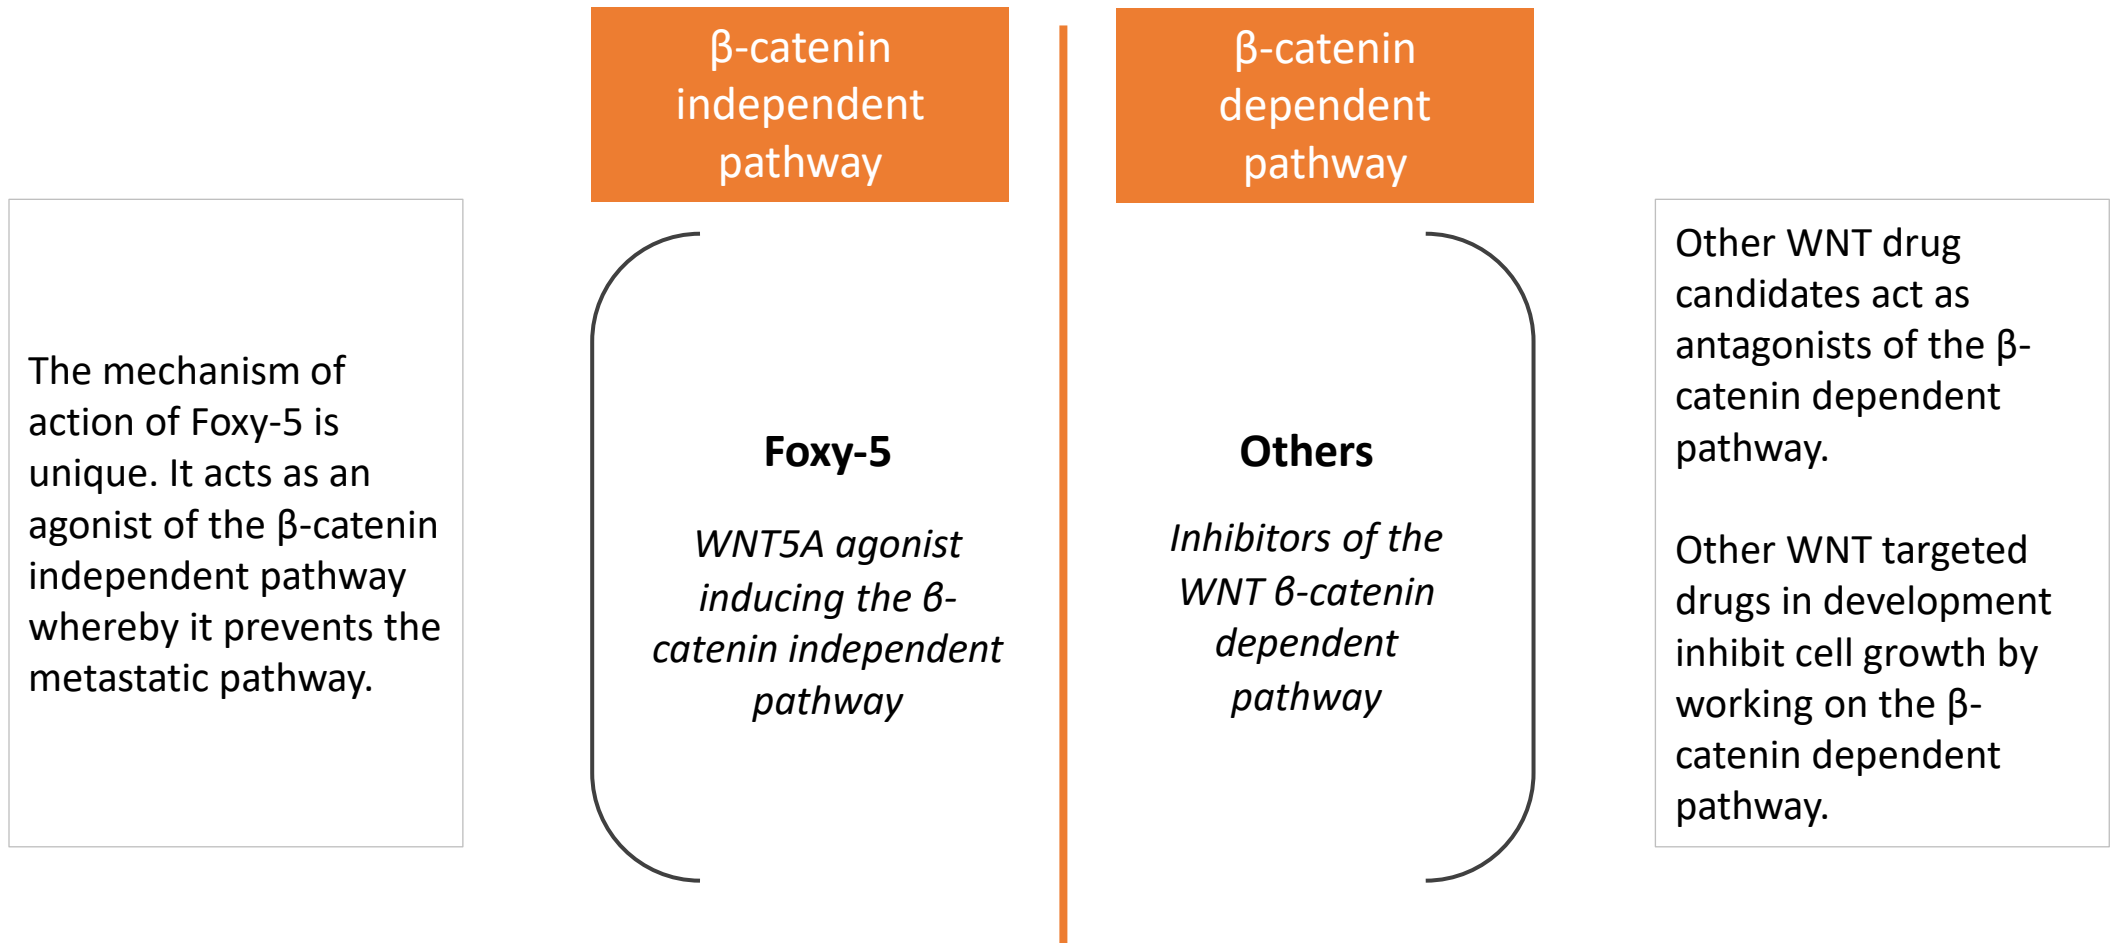 β-catenin
independent
pathway
β-catenin
dependent
pathway
The mechanism of
action of Foxy-5 is
unique. It acts as an
agonist of the β-catenin
independent pathway
whereby it prevents the
metastatic pathway.
Foxy-5
WNT5A agonist
inducing the β-
catenin independent
pathway
Others
Inhibitors of the
WNT β-catenin
dependent
pathway
Other WNT drug
candidates act as
antagonists of the β-
catenin dependent
pathway.
Other WNT targeted
drugs in development
inhibit cell growth by
working on the β-
catenin dependent
pathway.